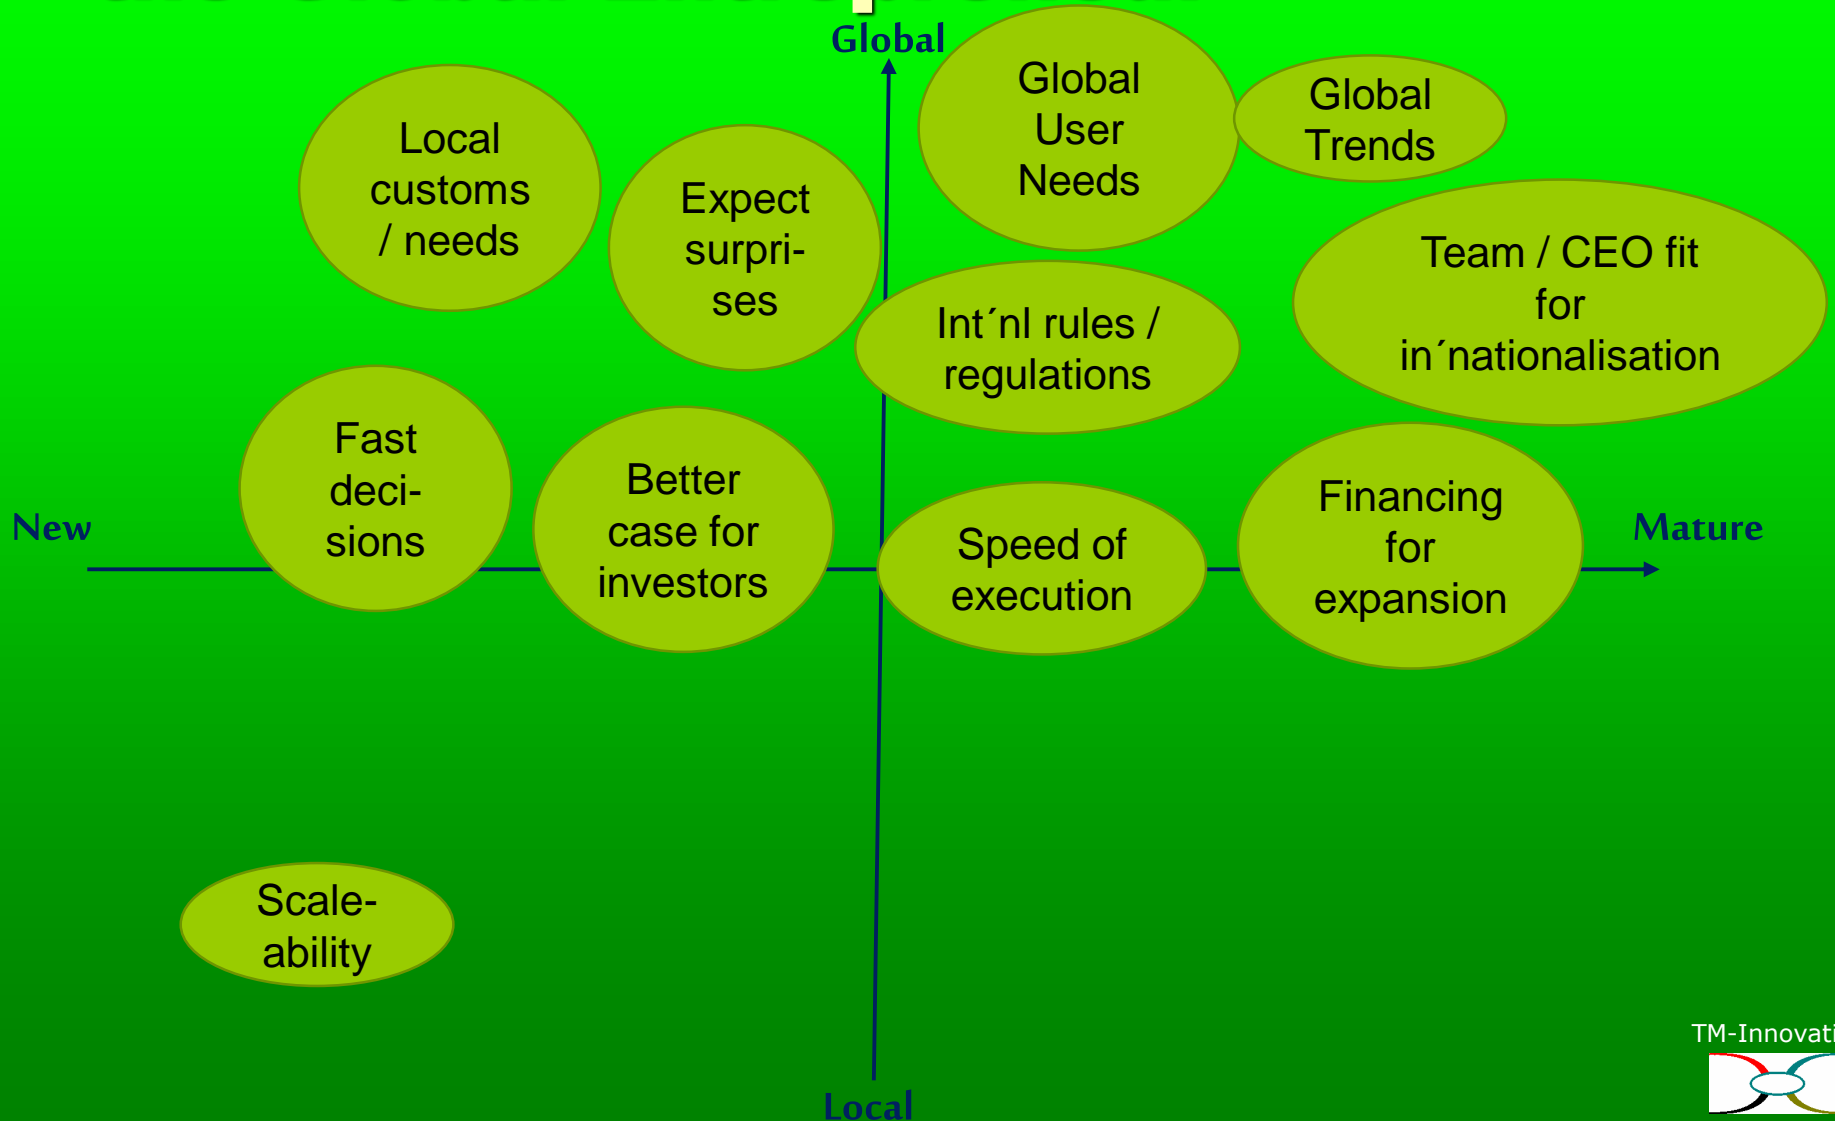 Global
Global
User
Needs
Global
Trends
Local
customs
/ needs
Expect
surpri-
ses
Team / CEO fit
for
in´nationalisation
Int´nl rules /
regulations
Fast
deci-
sions
Better
case for
investors
Speed of
execution
Financing
for
expansion
New
Mature
Scale-
ability
TM-Innovati
Local